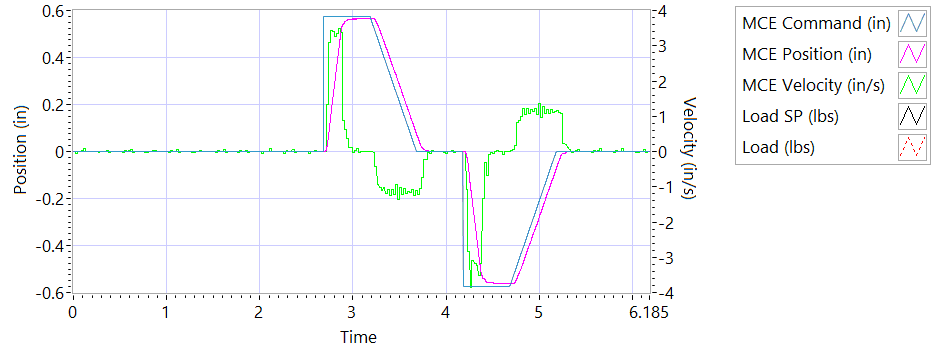 0.6
0.4
0.2
0
-0.2
-0.4
-0.6
Position (in)
4
3
2
1
0
-1
-2
-3
-4
Velocity (in/s)
0
1
2
3
4
5
6.185
Time
MCE Command (in)
MCE Position (in)
MCE Velocity (in/s)
Load SP (lbs)
Load (lbs)